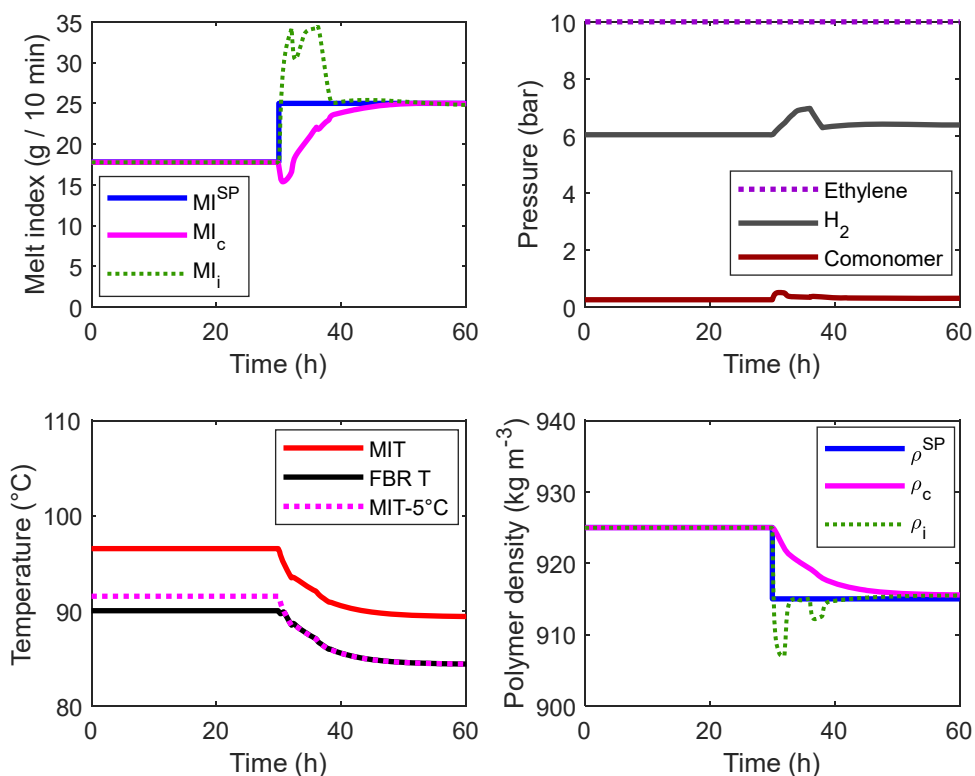 Melt index (g / 10 min)
35
30
25
20
15
10
5
0
MI^SP
MI_c
MI_i
0
20
40
60
Time (h)
Pressure (bar)
10
8
6
4
2
0
Ethylene
H_2
Comonomer
0
20
40
60
Time (h)
Temperature (°C)
110
100
90
80
MIT
FBR T
MIT-5°C
0
20
40
60
Time (h)
Polymer density (kg m^-3)
940
930
920
910
900
ρ^SP
ρ_c
ρ_i
0
20
40
60
Time (h)